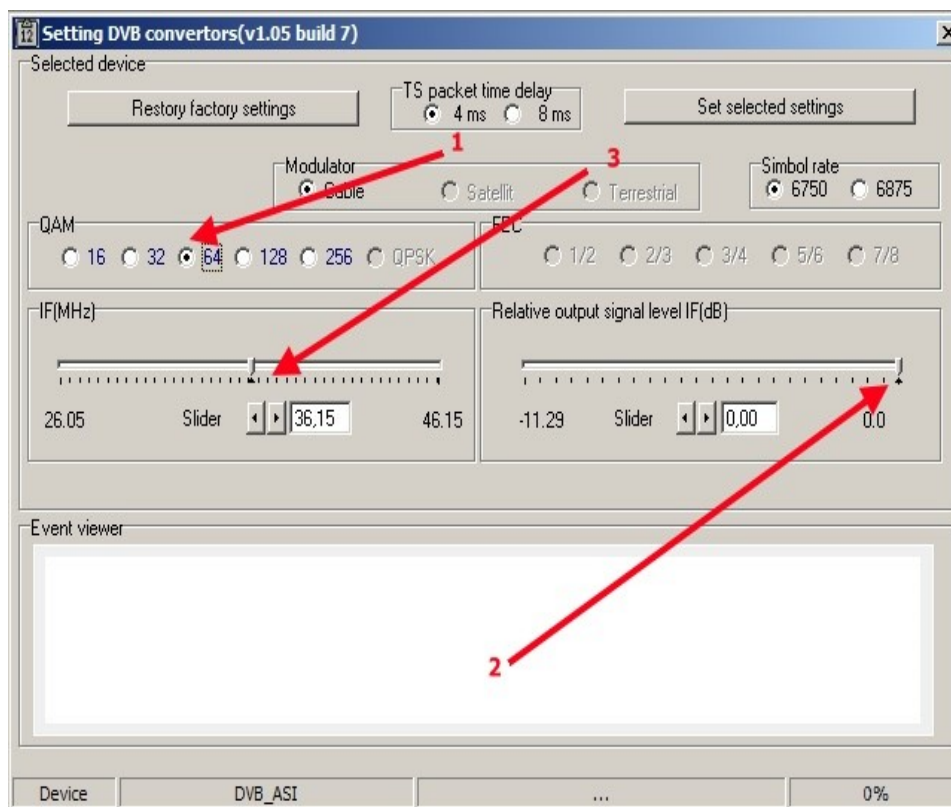 Setting DVB convertors(v1.05 build 7)
Selected device
Restory factory settings
TS packet time delay
4 ms 8 ms
Set selected settings
1
3
Modulator
Cable Satellit Terrestrial
Simbol rate
6750 6875
QAM
16 32 64 128 256 QPSK
FEC
1/2 2/3 3/4 5/6 7/8
IF(MHz)
26.05 Slider 36,15 46.15
Relative output signal level IF(dB)
-11.29 Slider 0,00 0.0
Event viewer
2
Device DVB_ASI ... 0%